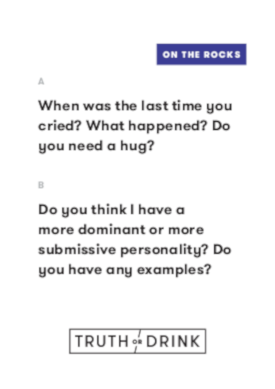 ON THE ROCKS
A
When was the last time you
cried? What happened? Do
you need a hug?
B
Do you think I have a
more dominant or more
submissive personality? Do
you have any examples?
TRUTH OR DRINK